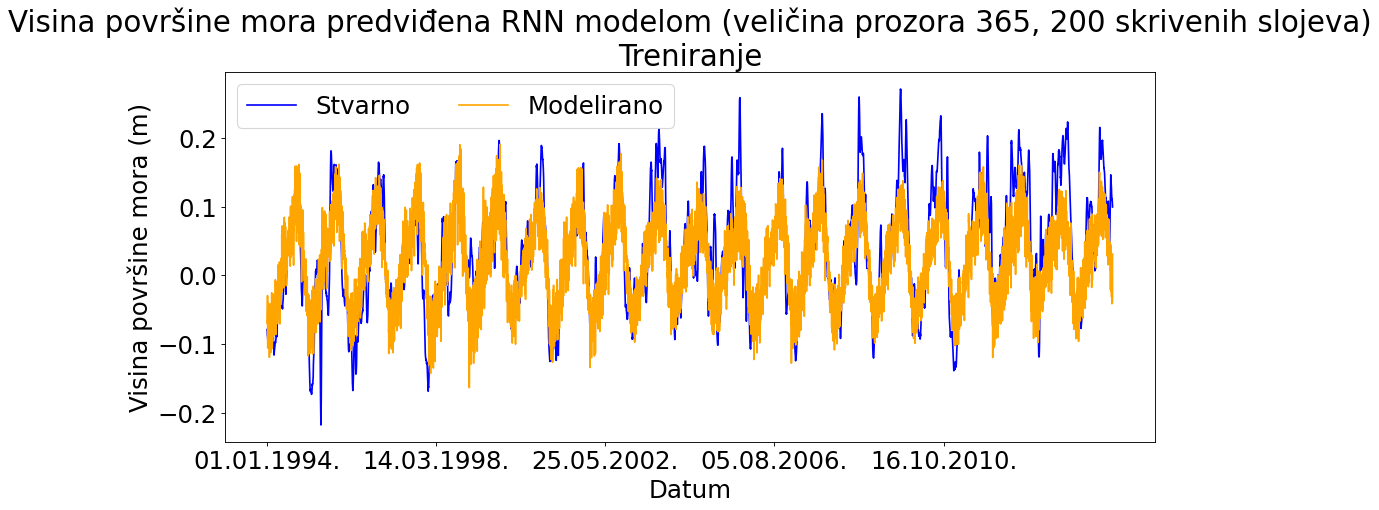 Visina površine mora predviđena RNN modelom (veličina prozora 365, 200 skrivenih slojeva)
Treniranje
Stvarno Modelirano
Visina površine mora (m)
0.2
0.1
0.0
−0.1
−0.2
01.01.1994. 14.03.1998. 25.05.2002. 05.08.2006. 16.10.2010.
Datum